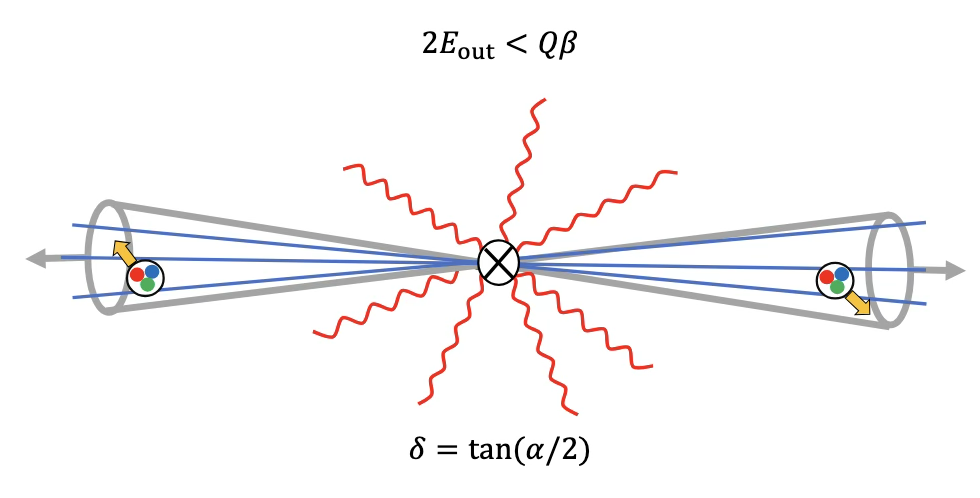 2E_out < Qβ
δ = tan(α/2)